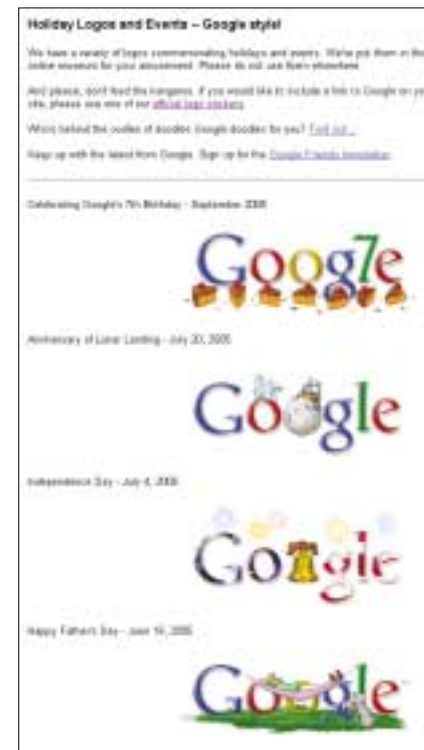 Holiday Logos and Events – Google style!
We have a variety of logos commemorating holidays and events. We've put them in this
online museum for your amusement. Please do not use them elsewhere.
And please, don't feed the kangaroo. If you would like to include a link to Google on you
site, please use one of our official logo stickers.
Who's behind the oodles of doodles Google doodles for you? Find out...
Keep up with the latest from Google. Sign up for the Google Friends newsletter.
Celebrating Google's 7th Birthday - September 2005
Goog7e
Anniversary of Lunar Landing - July 20, 2005
Google
Independence Day - July 4, 2005
Google
Happy Father's Day - June 19, 2005
Google